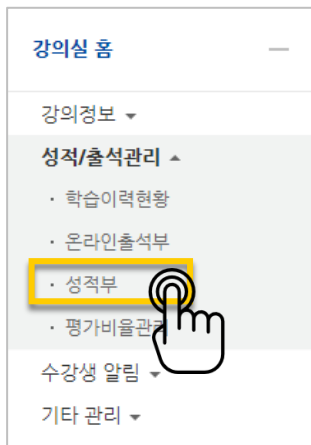 강의실 홈
강의정보
성적/출석관리
· 학습이력현황
· 온라인출석부
· 성적부
· 평가비율관리
수강생 알림
기타 관리